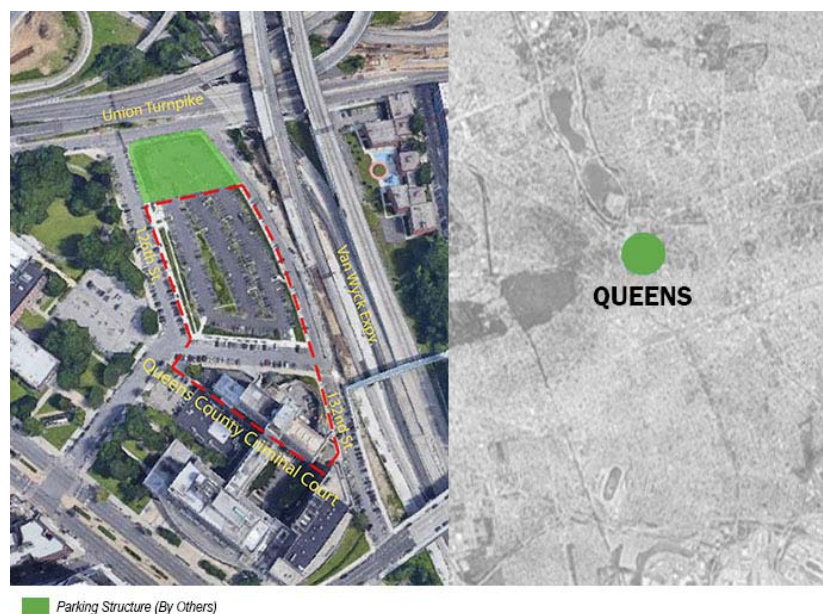 Union Turnpike
126th St.
Van Wyck Expy.
132nd St.
Queens County Criminal Court
QUEENS
Parking Structure (By Others)